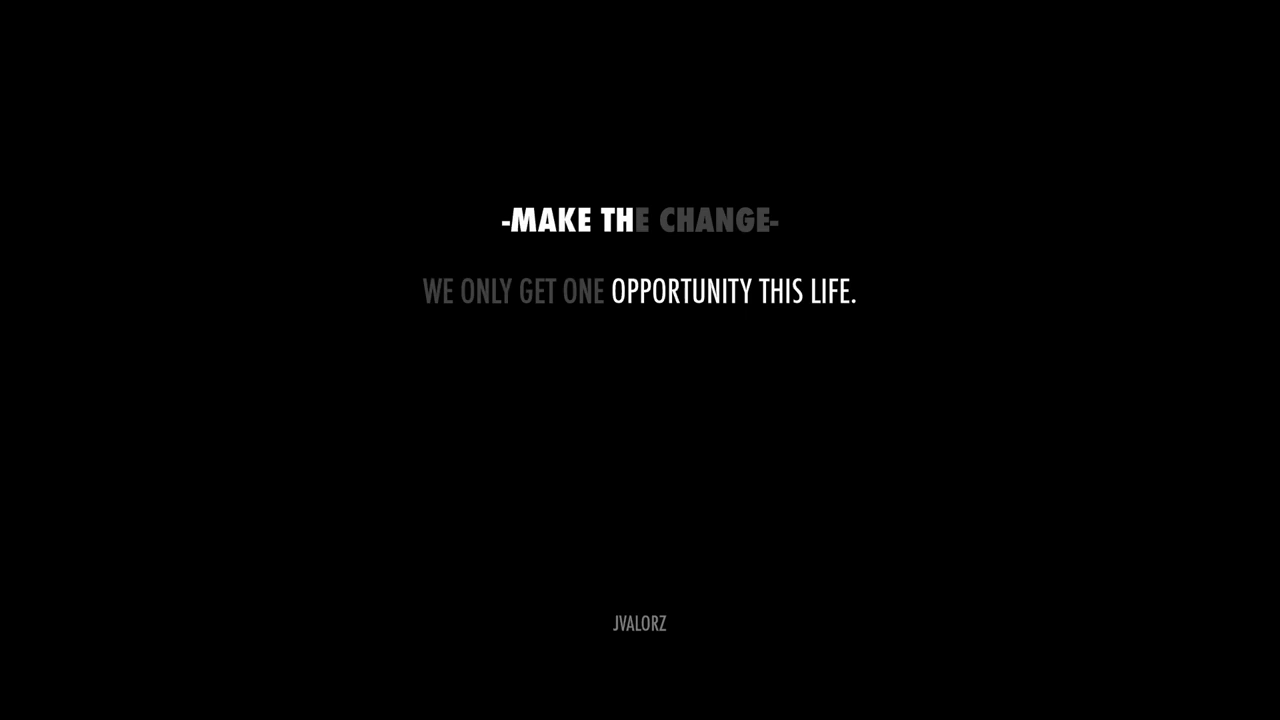 -MAKE THE CHANGE-
WE ONLY GET ONE OPPORTUNITY THIS LIFE.
JVALORZ